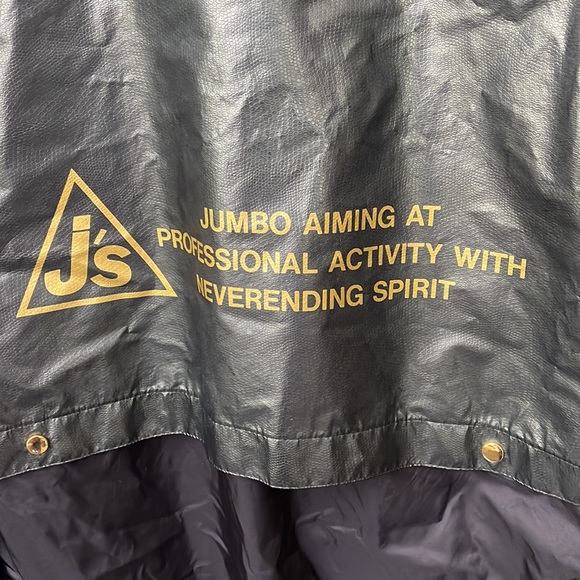 j's
JUMBO AIMING AT
PROFESSIONAL ACTIVITY WITH
NEVERENDING SPIRIT